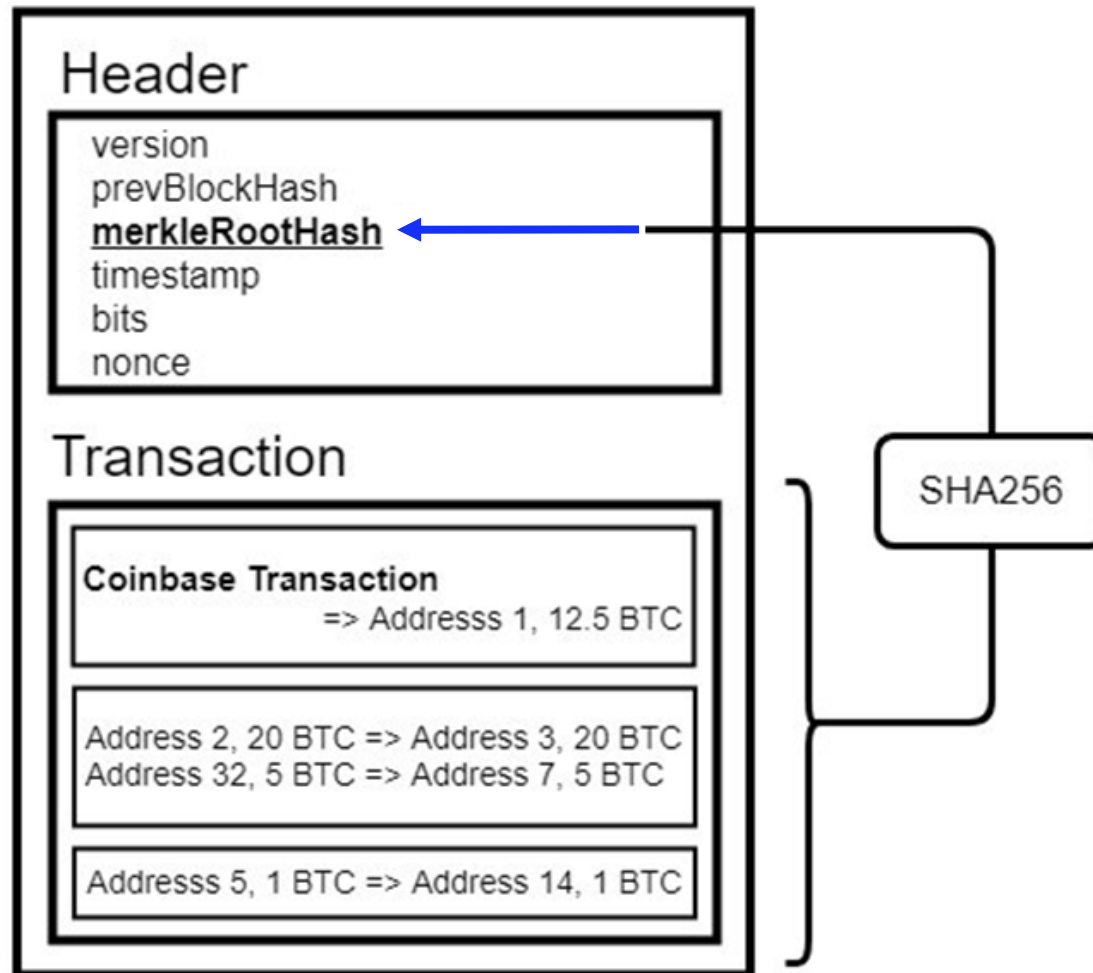 Header
version
prevBlockHash
merkleRootHash
timestamp
bits
nonce
Transaction
SHA256
Coinbase Transaction
=> Addresss 1, 12.5 BTC
Address 2, 20 BTC => Address 3, 20 BTC
Address 32, 5 BTC => Address 7, 5 BTC
Addresss 5, 1 BTC => Address 14, 1 BTC